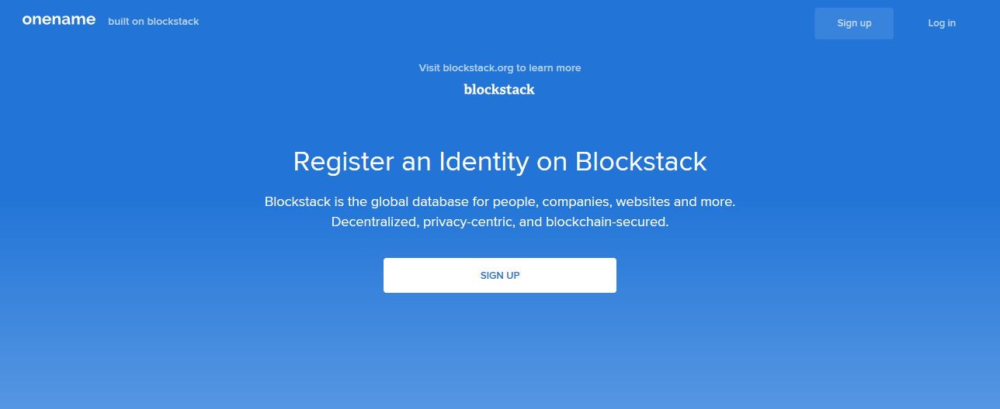 onename built on blockstack Sign up Log in
Visit blockstack.org to learn more
blockstack
Register an Identity on Blockstack
Blockstack is the global database for people, companies, websites and more.
Decentralized, privacy-centric, and blockchain-secured.
SIGN UP